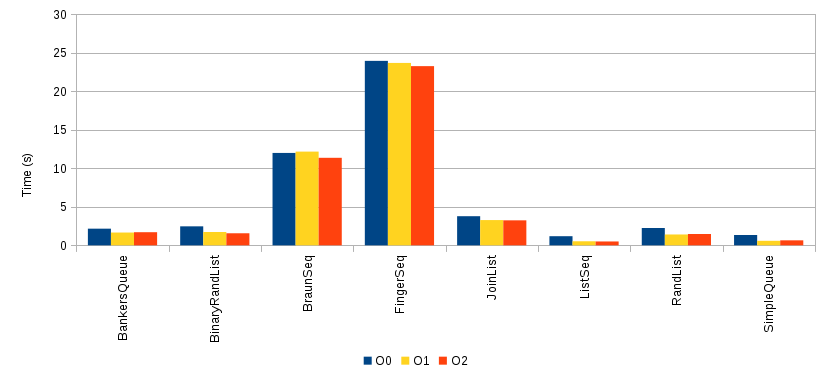 30
25
20
15
10
5
0
Time (s)
BankersQueue
BinaryRandList
BraunSeq
FingerSeq
JoinList
ListSeq
RandList
SimpleQueue
O0 O1 O2